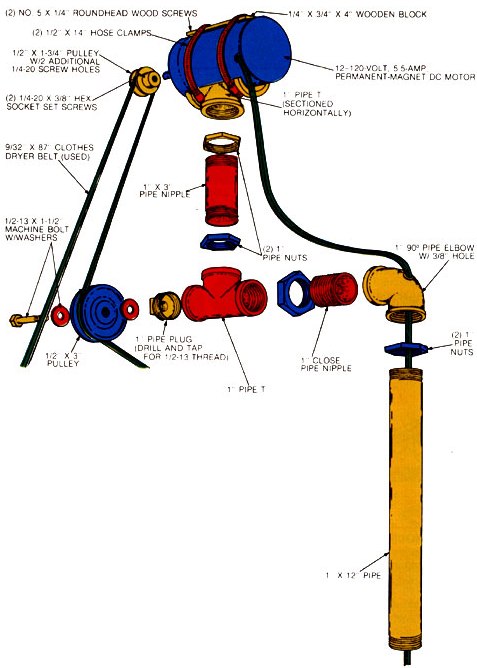 (2) NO. 5 X 1/4" ROUNDHEAD WOOD SCREWS
1/4" X 3/4" X 4" WOODEN BLOCK
(2) 1/2" X 14" HOSE CLAMPS
1/2" X 1-3/4" PULLEY
W/2 ADDITIONAL
1/4-20 SCREW HOLES
12-120-VOLT, 5.5-AMP
PERMANENT-MAGNET DC MOTOR
(2) 1/4-20 X 3/8" HEX
SOCKET SET SCREWS
1" PIPE T
(SECTIONED
HORIZONTALLY)
9/32" X 87" CLOTHES
DRYER BELT (USED)
1" X 3"
PIPE NIPPLE
1/2-13 X 1-1/2"
MACHINE BOLT
W/WASHERS
(2) 1"
PIPE NUTS
1" 90° PIPE ELBOW
W/ 3/8" HOLE
1" PIPE PLUG
(DRILL AND TAP
FOR 1/2-13 THREAD)
1/2" X 3"
PULLEY
1" CLOSE
PIPE NIPPLE
(2) 1"
PIPE
NUTS
1" PIPE T
1" X 12" PIPE